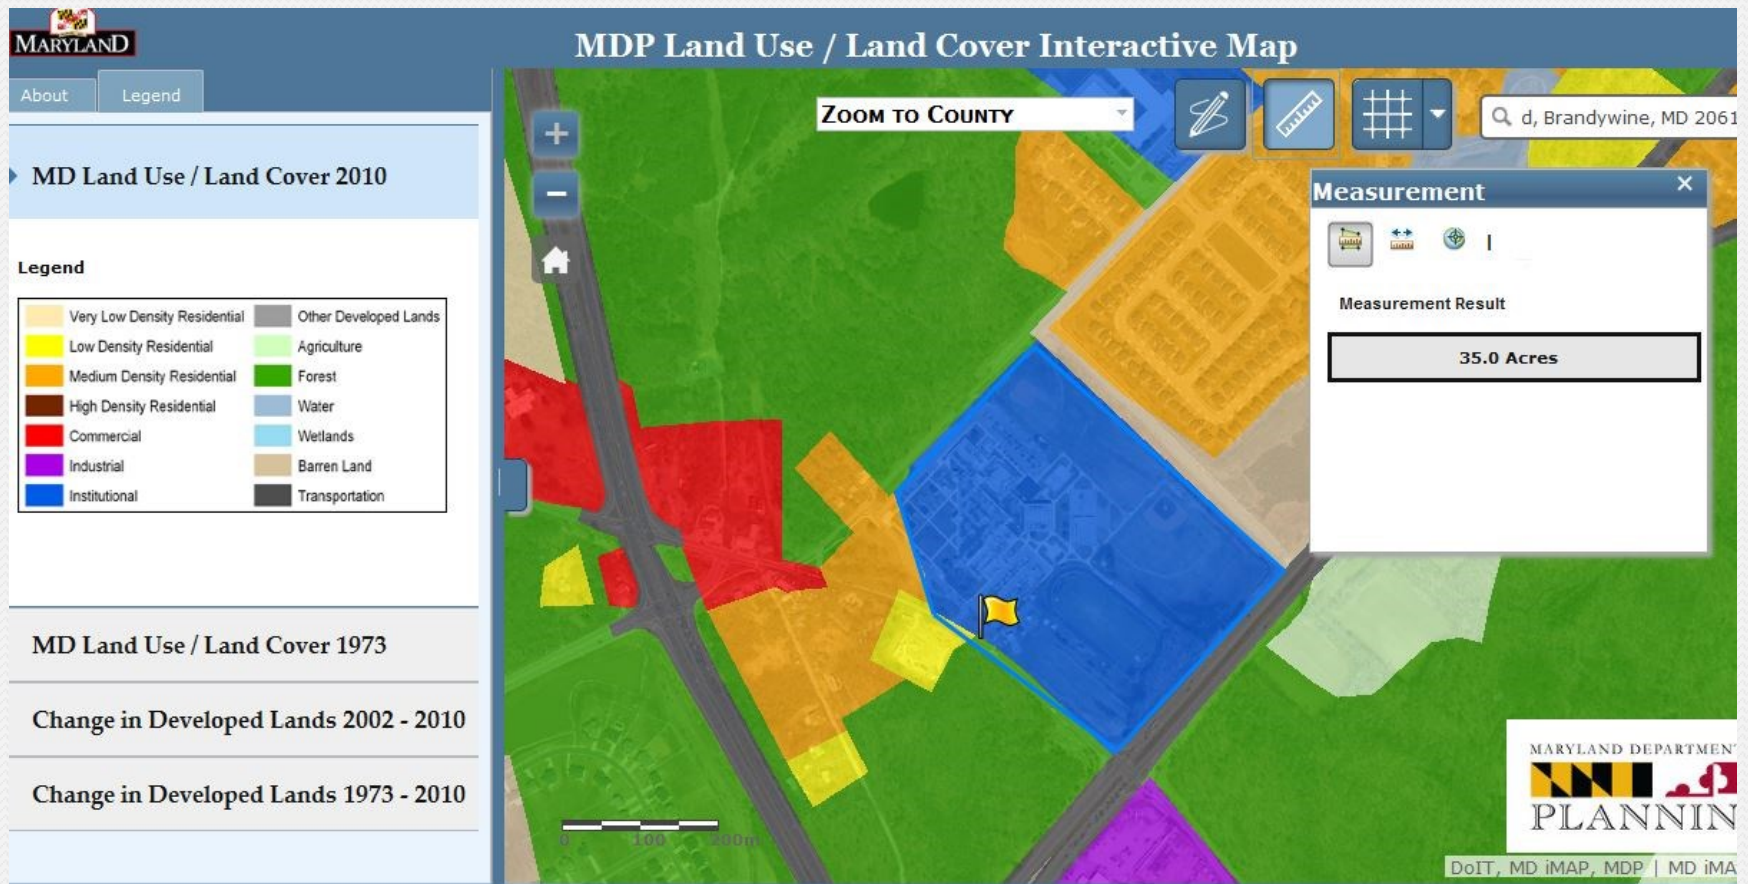 MARYLAND
MDP Land Use / Land Cover Interactive Map
About
Legend
MD Land Use / Land Cover 2010
Legend
Very Low Density Residential
Low Density Residential
Medium Density Residential
High Density Residential
Commercial
Industrial
Institutional
Other Developed Lands
Agriculture
Forest
Water
Wetlands
Barren Land
Transportation
MD Land Use / Land Cover 1973
Change in Developed Lands 2002 - 2010
Change in Developed Lands 1973 - 2010
+
−
ZOOM TO COUNTY
d, Brandywine, MD 2061
Measurement
×
|
Measurement Result
35.0 Acres
0 100 200m
MARYLAND DEPARTMEN
PLANNIN
DoIT, MD iMAP, MDP | MD iMA